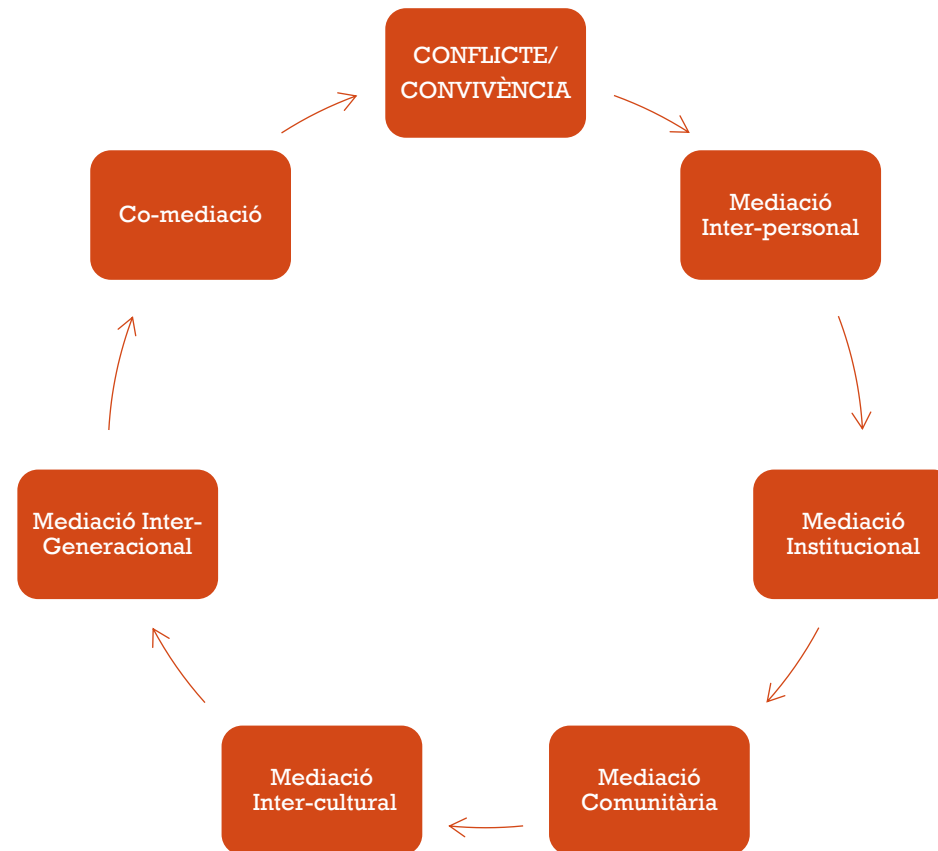 CONFLICTE/
CONVIVÈNCIA
Mediació
Inter-personal
Mediació
Institucional
Mediació
Comunitària
Mediació
Inter-cultural
Mediació Inter-
Generacional
Co-mediació